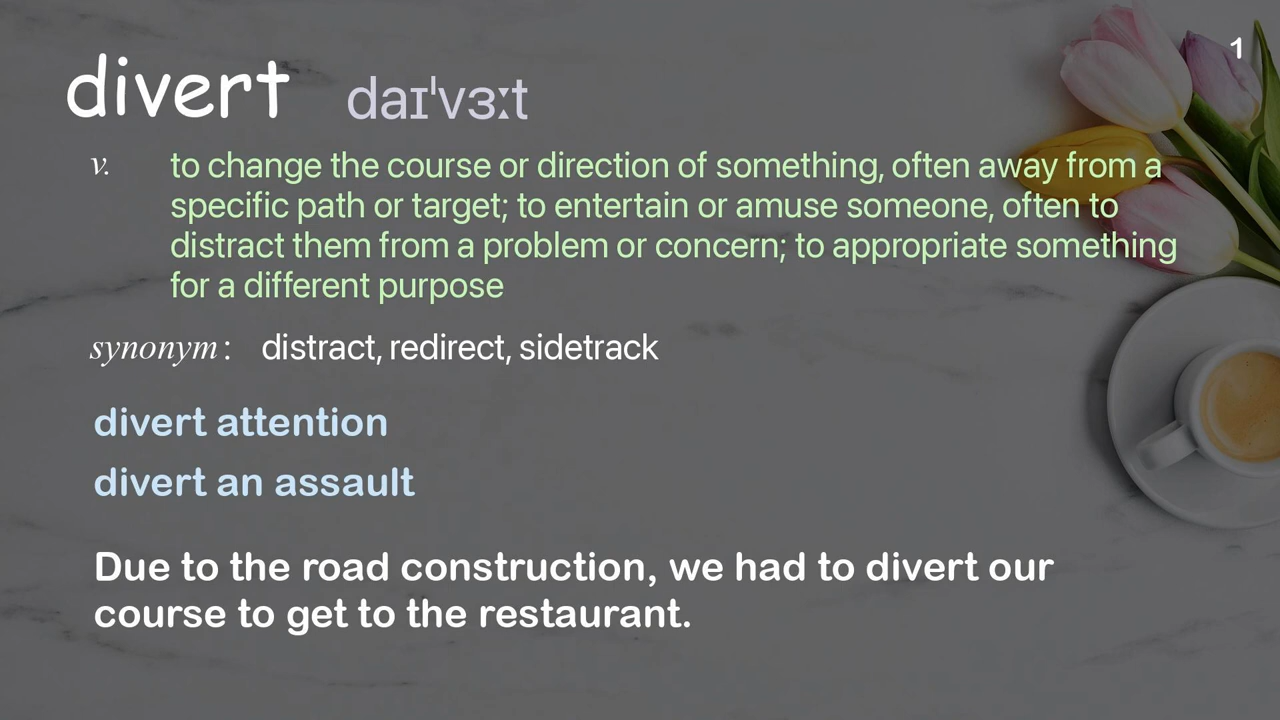 1
divert daɪˈvɜːt
v. to change the course or direction of something, often away from a
specific path or target; to entertain or amuse someone, often to
distract them from a problem or concern; to appropriate something
for a different purpose
synonym : distract, redirect, sidetrack
divert attention
divert an assault
Due to the road construction, we had to divert our
course to get to the restaurant.